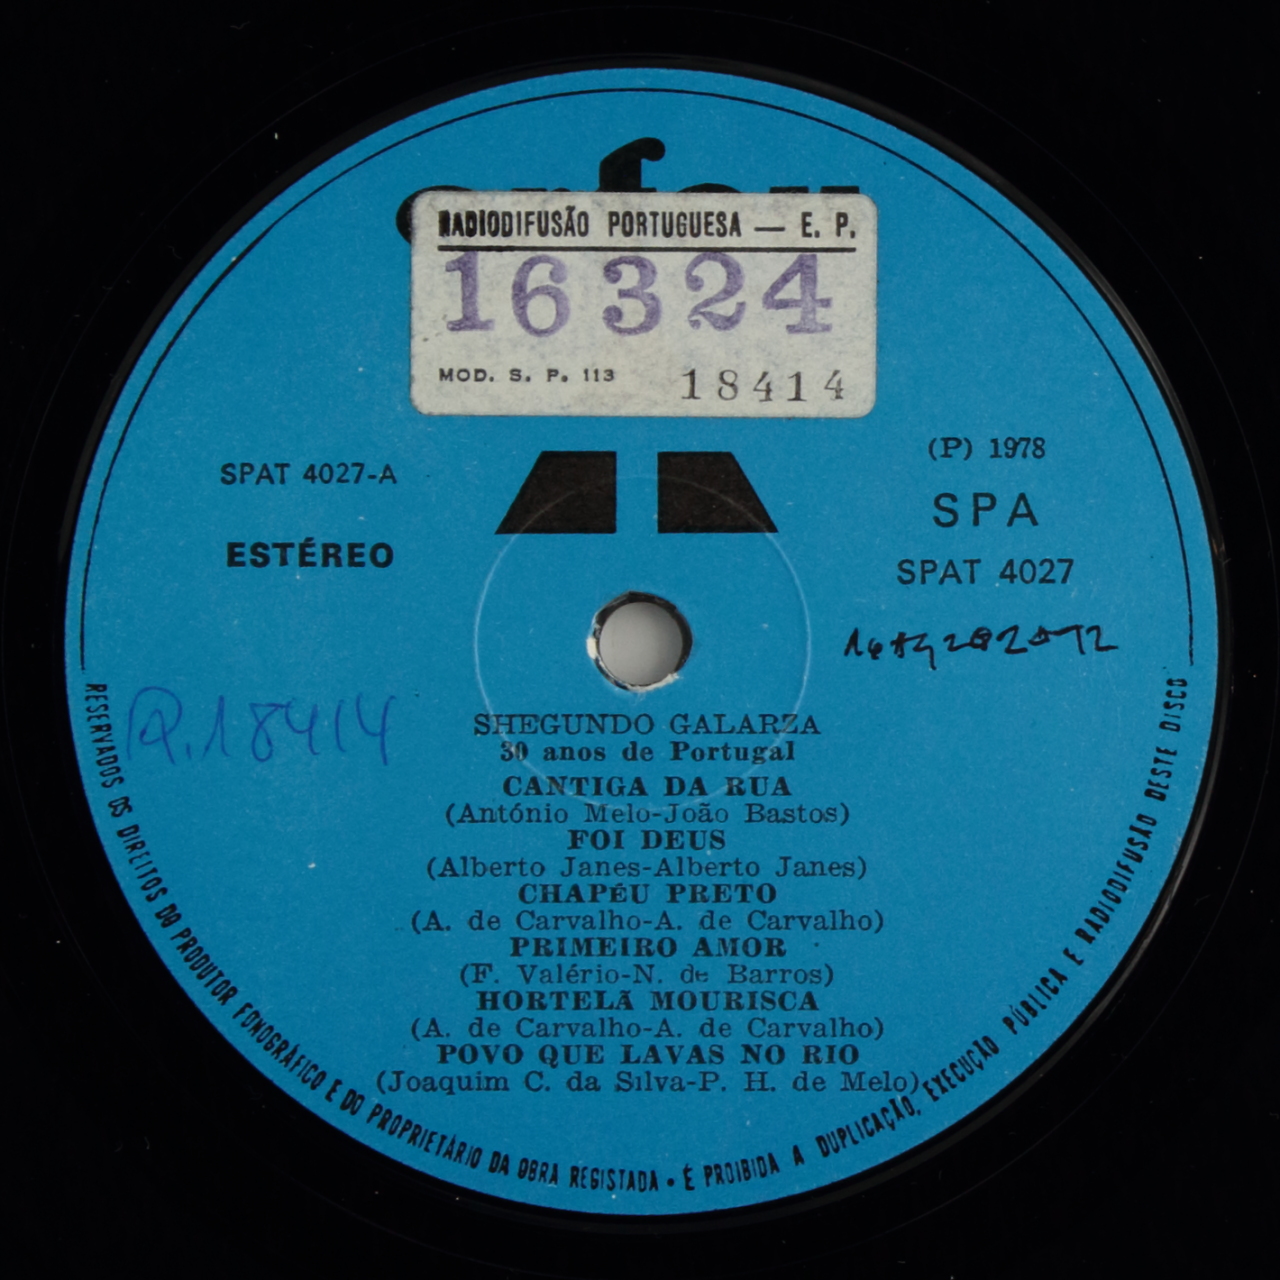 orfeu
RADIODIFUSÃO PORTUGUESA — E. P.
16324
MOD. S. P. 113
18414
SPAT 4027-A
ESTÉREO
(P) 1978
SPA
SPAT 4027
R.18414
SHEGUNDO GALARZA
30 anos de Portugal
CANTIGA DA RUA
(António Melo-João Bastos)
FOI DEUS
(Alberto Janes-Alberto Janes)
CHAPÉU PRETO
(A. de Carvalho-A. de Carvalho)
PRIMEIRO AMOR
(F. Valério-N. de Barros)
HORTELÃ MOURISCA
(A. de Carvalho-A. de Carvalho)
POVO QUE LAVAS NO RIO
(Joaquim C. da Silva-P. H. de Melo)
RESERVADOS OS DIREITOS DO PRODUTOR FONOGRÁFICO E DO PROPRIETÁRIO DA OBRA REGISTADA • É PROIBIDA A DUPLICAÇÃO, EXECUÇÃO PÚBLICA E RADIODIFUSÃO DESTE DISCO